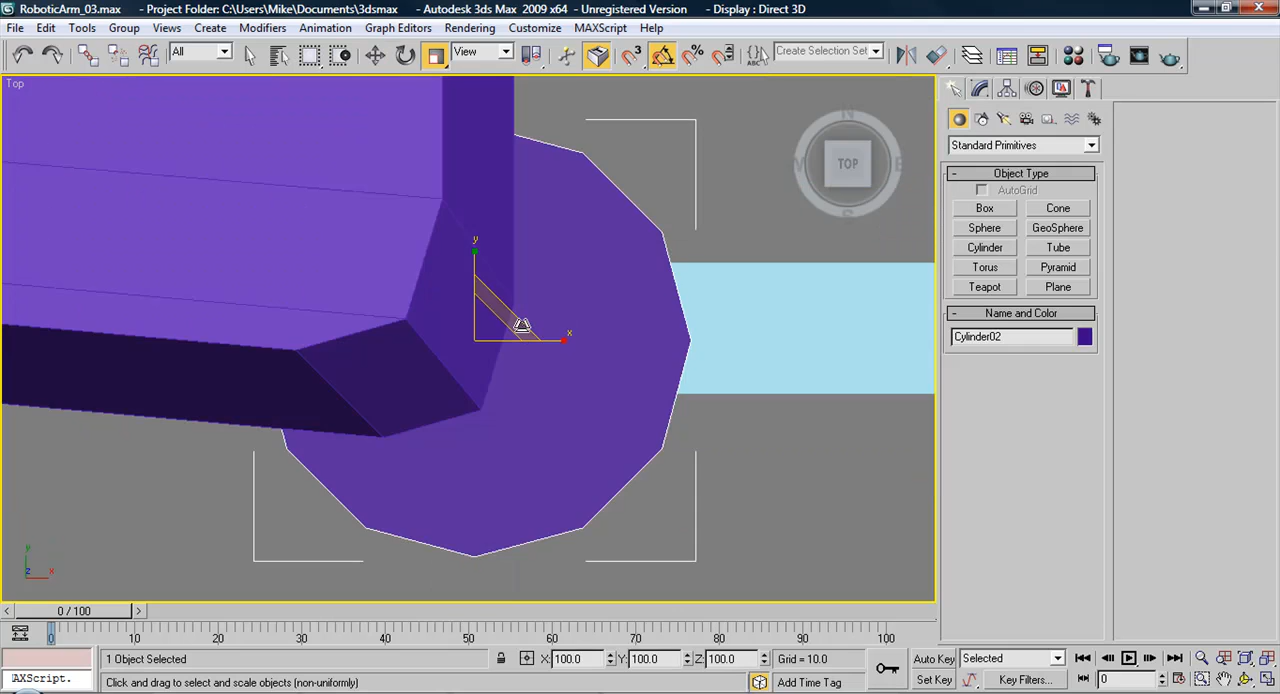 RoboticArm_03.max - Project Folder: C:\Users\Mike\Documents\3dsmax - Autodesk 3ds Max 2009 x64 - Unregistered Version - Display : Direct 3D
File Edit Tools Group Views Create Modifiers Animation Graph Editors Rendering Customize MAXScript Help
All View 3 3 % ABC Create Selection Set
Top
N
TOP
S
Standard Primitives
- Object Type
AutoGrid
Box Cone
Sphere GeoSphere
Cylinder Tube
Torus Pyramid
Teapot Plane
- Name and Color
Cylinder02
y
x
y
z x
< 0 / 100 >
0 10 20 30 40 50 60 70 80 90 100
1 Object Selected X: 100.0 Y: 100.0 Z: 100.0 Grid = 10.0 Auto Key Selected
AXScript. Click and drag to select and scale objects (non-uniformly) Add Time Tag Set Key Key Filters... 0